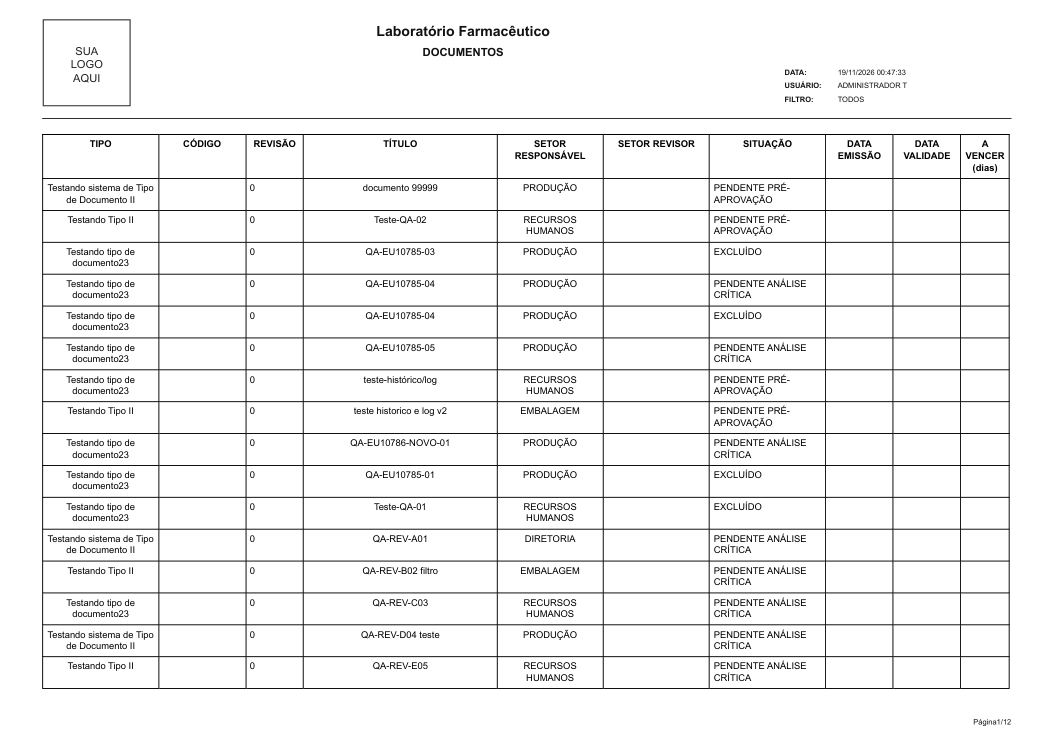 SUA
LOGO
AQUI
Laboratório Farmacêutico
DOCUMENTOS
DATA: 19/11/2026 00:47:33
USUÁRIO: ADMINISTRADOR T
FILTRO: TODOS
TIPO CÓDIGO REVISÃO TÍTULO SETOR RESPONSÁVEL SETOR REVISOR SITUAÇÃO DATA EMISSÃO DATA VALIDADE A VENCER (dias)
Testando sistema de Tipo de Documento II 0 documento 99999 PRODUÇÃO PENDENTE PRÉ-APROVAÇÃO
Testando Tipo II 0 Teste-QA-02 RECURSOS HUMANOS PENDENTE PRÉ-APROVAÇÃO
Testando tipo de documento23 0 QA-EU10785-03 PRODUÇÃO EXCLUÍDO
Testando tipo de documento23 0 QA-EU10785-04 PRODUÇÃO PENDENTE ANÁLISE CRÍTICA
Testando tipo de documento23 0 QA-EU10785-04 PRODUÇÃO EXCLUÍDO
Testando tipo de documento23 0 QA-EU10785-05 PRODUÇÃO PENDENTE ANÁLISE CRÍTICA
Testando tipo de documento23 0 teste-histórico/log RECURSOS HUMANOS PENDENTE PRÉ-APROVAÇÃO
Testando Tipo II 0 teste historico e log v2 EMBALAGEM PENDENTE PRÉ-APROVAÇÃO
Testando tipo de documento23 0 QA-EU10786-NOVO-01 PRODUÇÃO PENDENTE ANÁLISE CRÍTICA
Testando tipo de documento23 0 QA-EU10785-01 PRODUÇÃO EXCLUÍDO
Testando tipo de documento23 0 Teste-QA-01 RECURSOS HUMANOS EXCLUÍDO
Testando sistema de Tipo de Documento II 0 QA-REV-A01 DIRETORIA PENDENTE ANÁLISE CRÍTICA
Testando Tipo II 0 QA-REV-B02 filtro EMBALAGEM PENDENTE ANÁLISE CRÍTICA
Testando tipo de documento23 0 QA-REV-C03 RECURSOS HUMANOS PENDENTE ANÁLISE CRÍTICA
Testando sistema de Tipo de Documento II 0 QA-REV-D04 teste PRODUÇÃO PENDENTE ANÁLISE CRÍTICA
Testando Tipo II 0 QA-REV-E05 RECURSOS HUMANOS PENDENTE ANÁLISE CRÍTICA
Página1/12